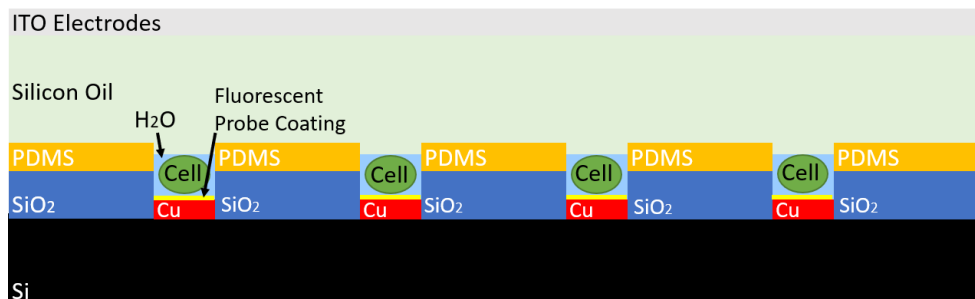 ITO Electrodes
Silicon Oil
Fluorescent
Probe Coating
H2O
PDMS
PDMS
PDMS
PDMS
PDMS
Cell
Cell
Cell
Cell
SiO2
SiO2
SiO2
SiO2
SiO2
Cu
Cu
Cu
Cu
Si